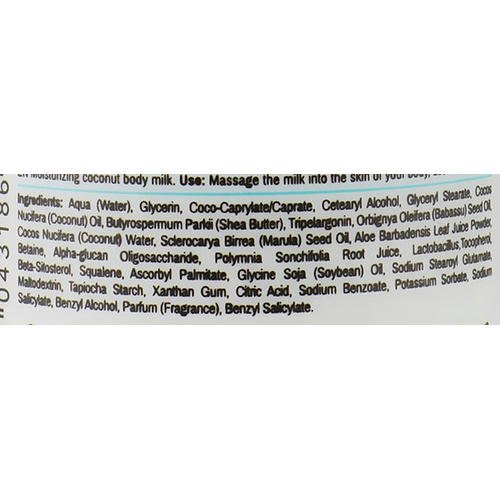 Moisturizing coconut body milk. Use: Massage the milk into the skin of your body,
Ingredients: Aqua (Water), Glycerin, Coco-Caprylate/Caprate, Cetearyl Alcohol, Glyceryl Stearate, Cocos
Nucifera (Coconut) Oil, Butyrospermum Parkii (Shea Butter), Tripelargonin, Orbignya Oleifera (Babassu) Seed Oil,
Cocos Nucifera (Coconut) Water, Sclerocarya Birrea (Marula) Seed Oil, Aloe Barbadensis Leaf Juice Powder,
Betaine, Alpha-glucan Oligosaccharide, Polymnia Sonchifolia Root Juice, Lactobacillus, Tocopherol,
Beta-Sitosterol, Squalene, Ascorbyl Palmitate, Glycine Soja (Soybean) Oil, Sodium Stearoyl Glutamate,
Maltodextrin, Tapiocha Starch, Xanthan Gum, Citric Acid, Sodium Benzoate, Potassium Sorbate, Sodium
Salicylate, Benzyl Alcohol, Parfum (Fragrance), Benzyl Salicylate.